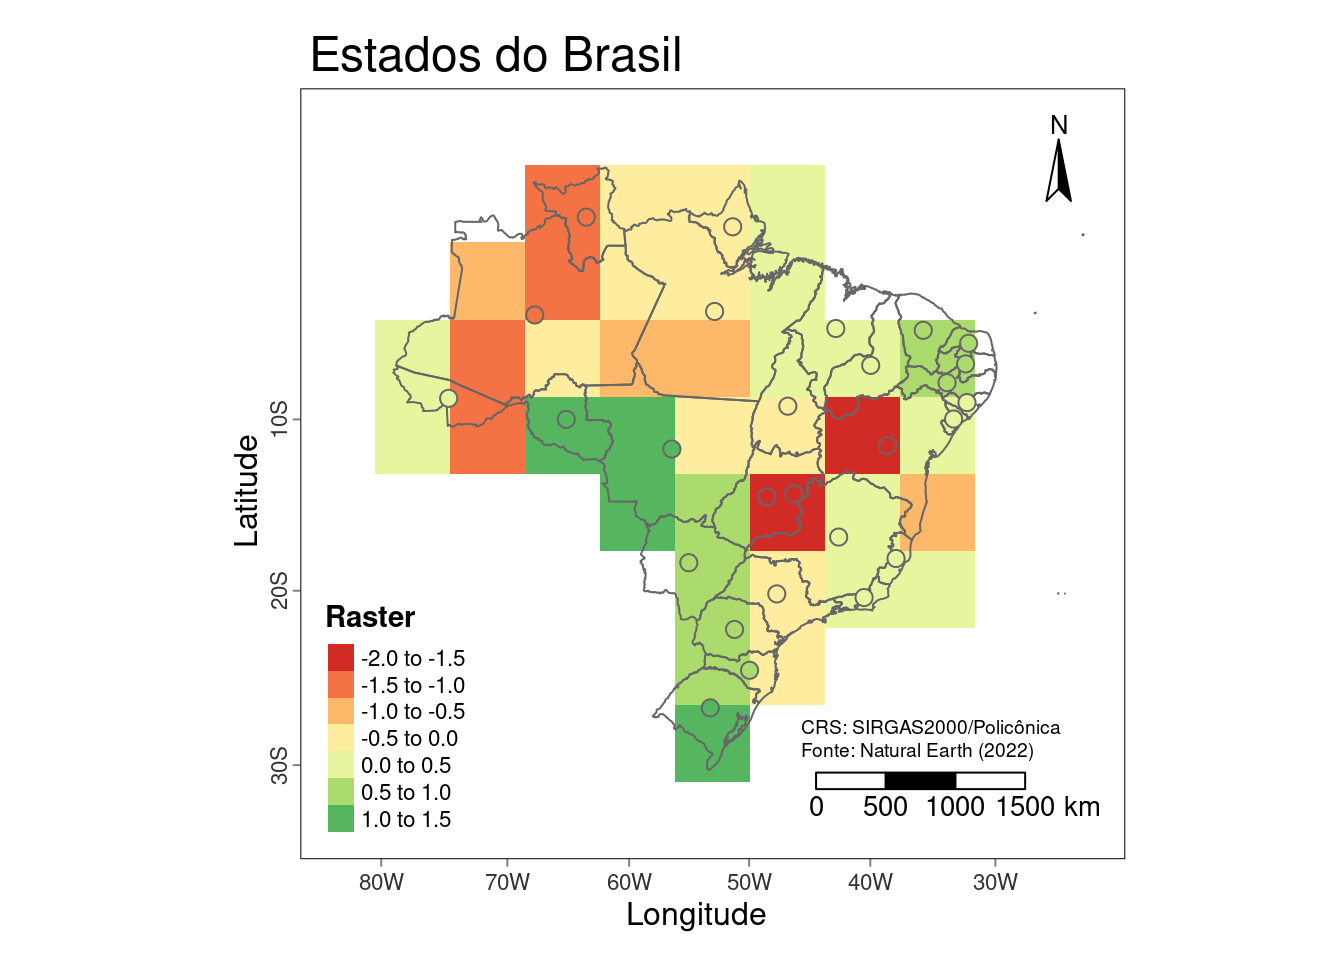 Estados do Brasil
N
10S
20S
30S
Latitude
Raster
-2.0 to -1.5
-1.5 to -1.0
-1.0 to -0.5
-0.5 to 0.0
0.0 to 0.5
0.5 to 1.0
1.0 to 1.5
CRS: SIRGAS2000/Policônica
Fonte: Natural Earth (2022)
0 500 1000 1500 km
80W 70W 60W 50W 40W 30W
Longitude